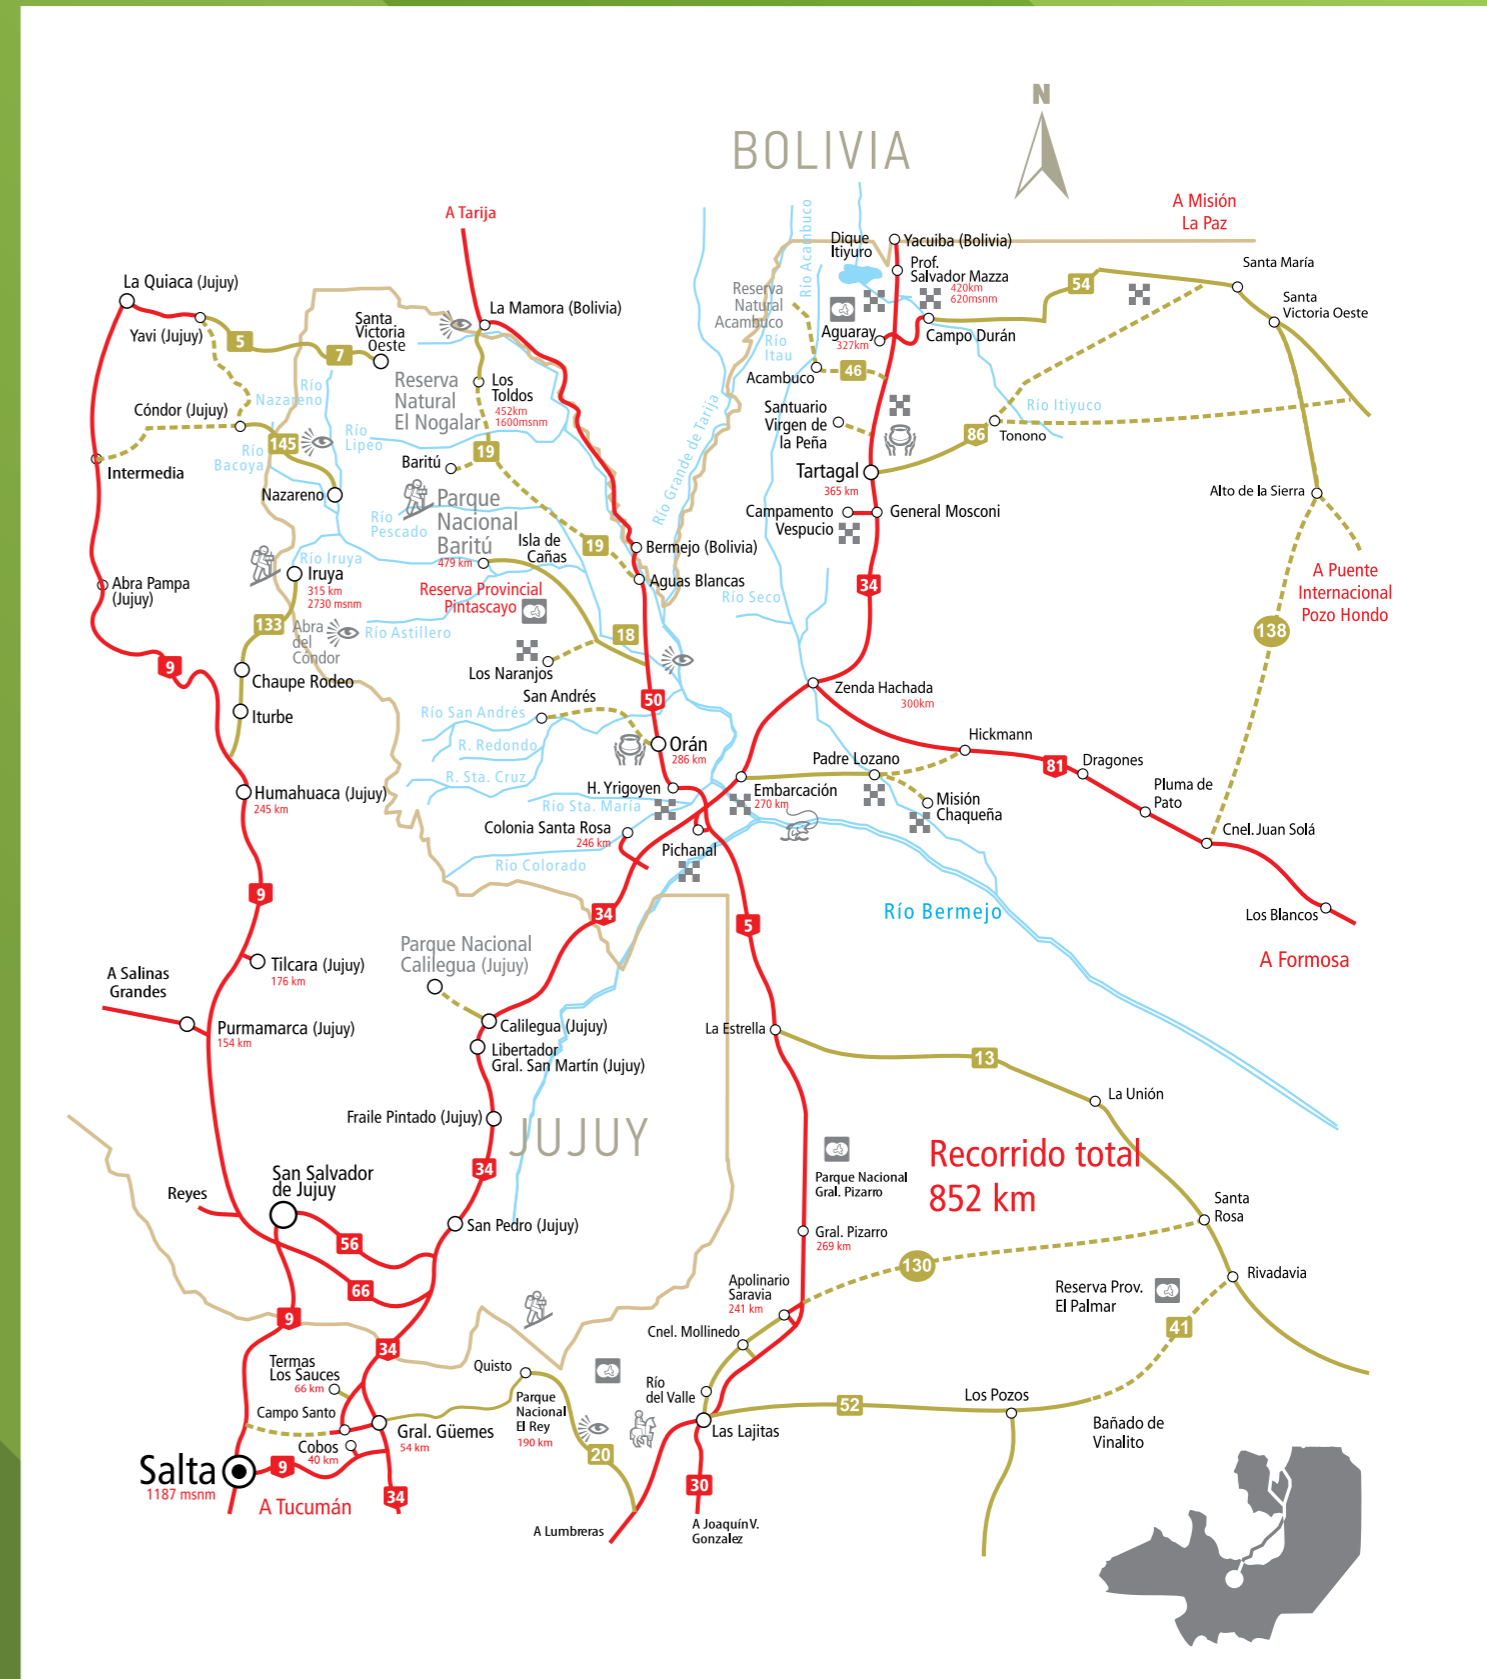 N
BOLIVIA
A Misión
La Paz
A Tarija
Dique
Itiyuro
Yacuiba (Bolivia)
Prof.
Salvador Mazza
420km
620msnm
Río Acambuco
Santa María
54
La Quiaca (Jujuy)
La Mamora (Bolivia)
Reserva
Natural
Acambuco
Santa
Victoria Oeste
Santa
Victoria
Oeste
Yavi (Jujuy)
5
7
Aguaray
327km
Campo Durán
Río
Itau
Acambuco
46
Reserva
Natural
El Nogalar
Los
Toldos
452km
1600msnm
Río
Nazareno
Cóndor (Jujuy)
Río
Lipeo
Río Grande de Tarija
Santuario
Virgen de
la Peña
Río Itiyuco
86
Tonono
145
Río
Bacoya
19
Baritú
Intermedia
Tartagal
365 km
Nazareno
Alto de la Sierra
Parque
Nacional
Baritú
479 km
Río
Pescado
Campamento
Vespucio
General Mosconi
Isla de
Cañas
19
Bermejo (Bolivia)
Río Iruya
Iruya
315 km
2730 msnm
Aguas Blancas
Abra Pampa
(Jujuy)
Reserva Provincial
Pintascayo
Río Seco
34
A Puente
Internacional
Pozo Hondo
133
Abra
del
Cóndor
Río Astillero
18
138
9
Los Naranjos
Chaupe Rodeo
Zenda Hachada
300km
San Andrés
50
Iturbe
Río San Andrés
Hickmann
R. Redondo
Orán
286 km
Padre Lozano
81
Dragones
R. Sta. Cruz
H. Yrigoyen
Embarcación
270 km
Pluma de
Pato
Humahuaca (Jujuy)
245 km
Río Sta. María
Misión
Chaqueña
Colonia Santa Rosa
246 km
Cnel. Juan Solá
Pichanal
Río Colorado
9
34
5
Río Bermejo
Los Blancos
A Formosa
Parque Nacional
Calilegua (Jujuy)
Tilcara (Jujuy)
176 km
A Salinas
Grandes
Purmamarca (Jujuy)
154 km
Calilegua (Jujuy)
La Estrella
Libertador
Gral. San Martín (Jujuy)
13
La Unión
Fraile Pintado (Jujuy)
JUJUY
Recorrido total
852 km
34
Parque Nacional
Gral. Pizarro
San Salvador
de Jujuy
Reyes
Santa
Rosa
San Pedro (Jujuy)
Gral. Pizarro
269 km
56
130
66
Apolinario
Saravia
241 km
Reserva Prov.
El Palmar
Rivadavia
9
34
Cnel. Mollinedo
41
Termas
Los Sauces
66 km
Quisto
Río
del Valle
Los Pozos
52
Campo Santo
Parque
Nacional
El Rey
190 km
Gral. Güemes
54 km
Las Lajitas
Bañado de
Vinalito
Cobos
40 km
20
Salta
1187 msnm
9
30
34
A Tucumán
A Lumbreras
A Joaquín V.
Gonzalez